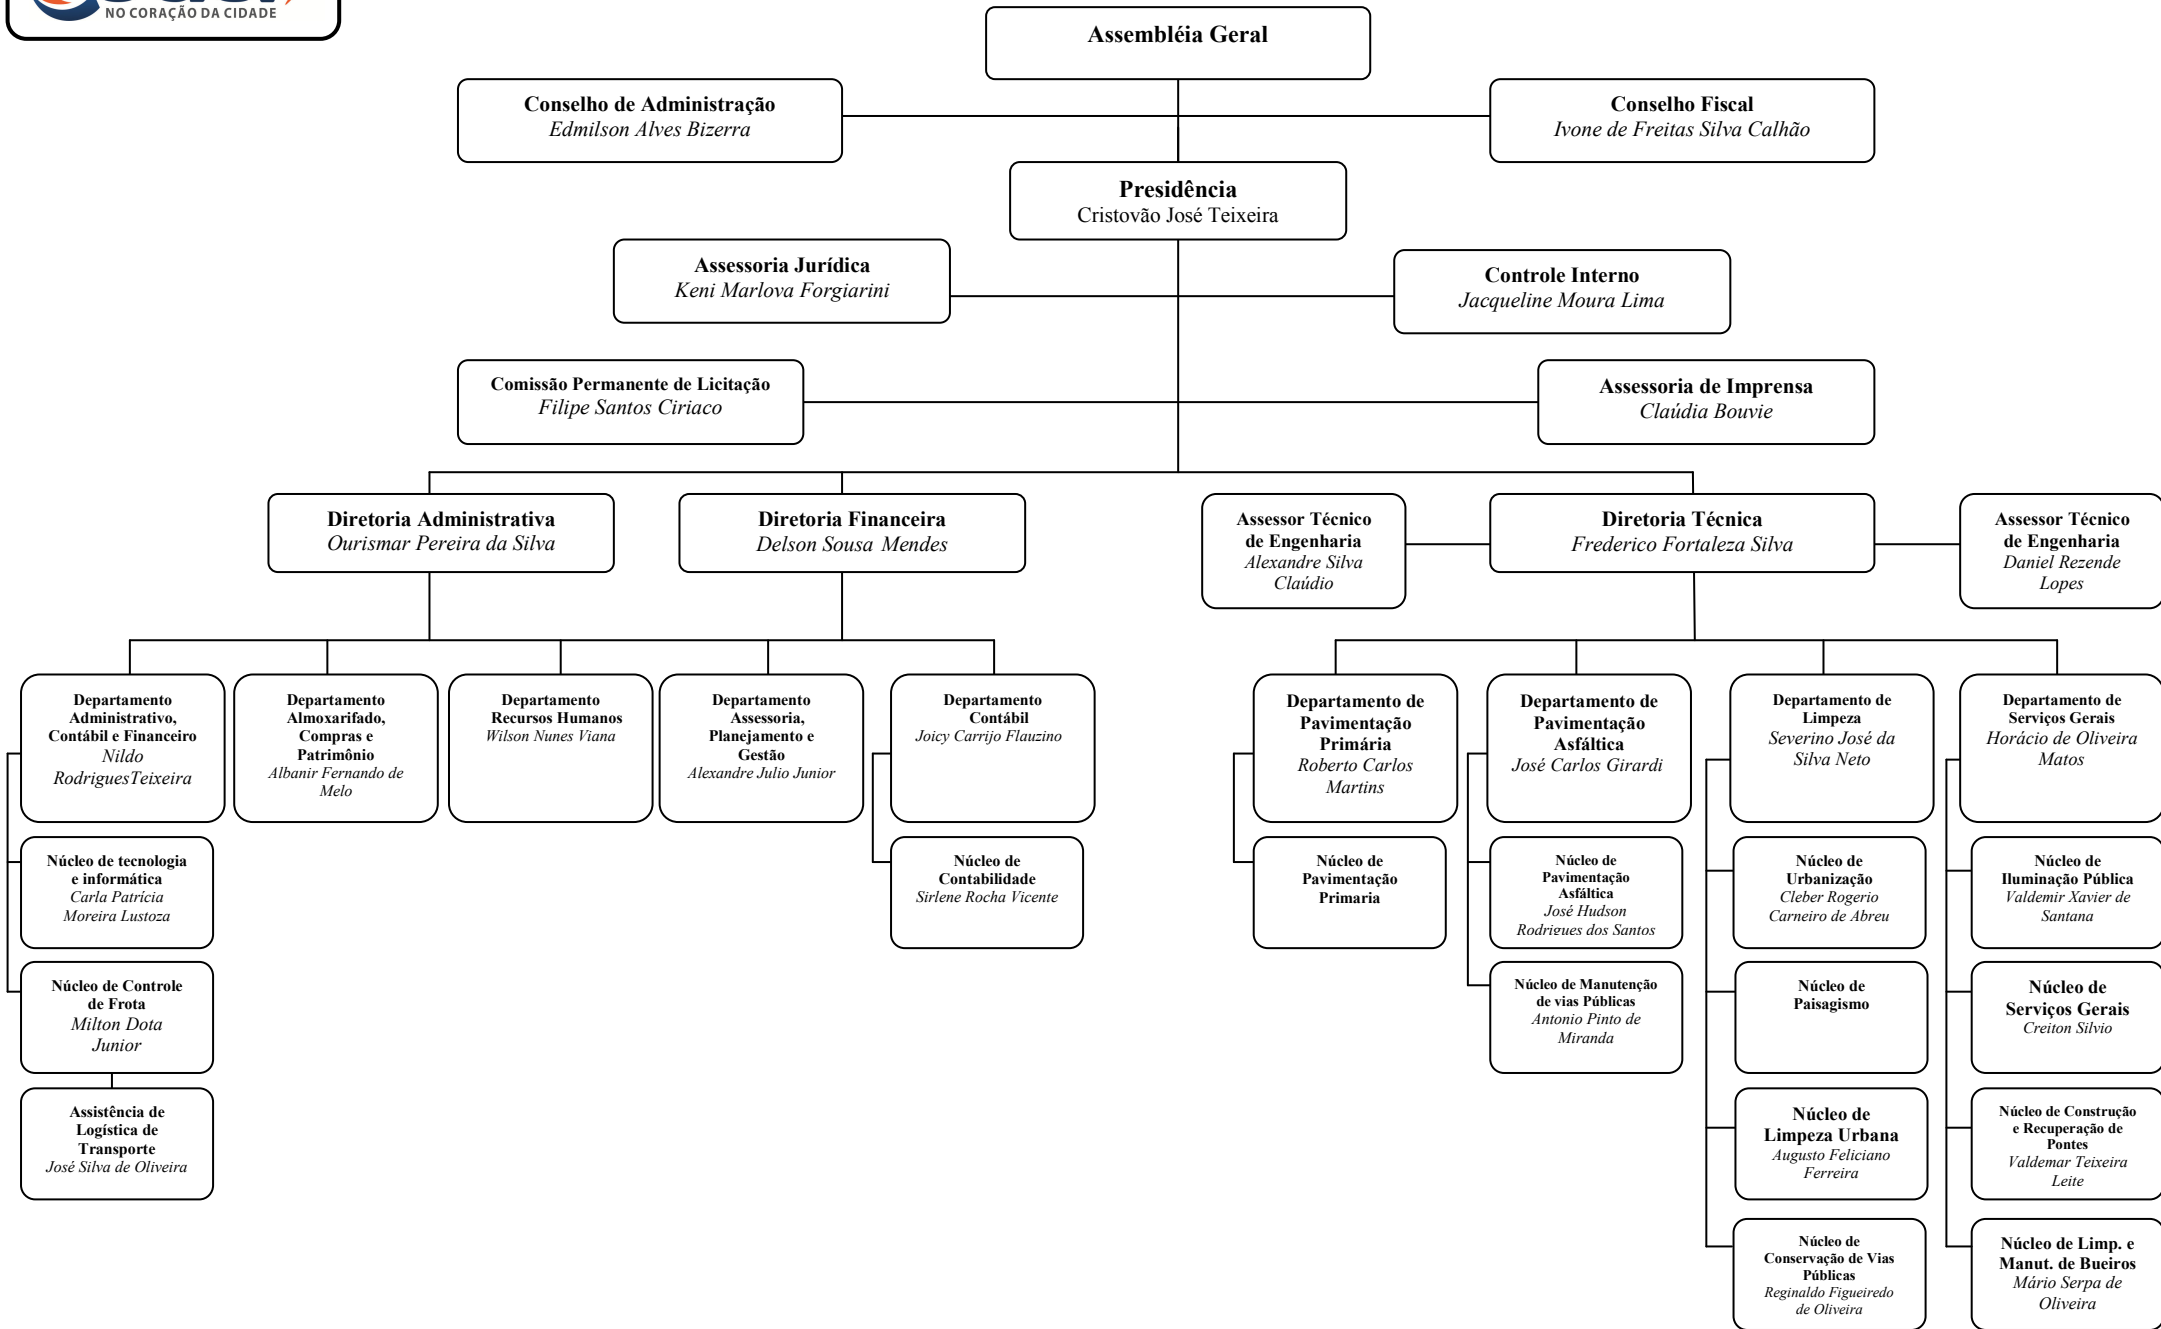 NO CORAÇÃO DA CIDADE
Assembléia Geral
Conselho de Administração
Edmilson Alves Bizerra
Conselho Fiscal
Ivone de Freitas Silva Calhão
Presidência
Cristovão José Teixeira
Assessoria Jurídica
Keni Marlova Forgiarini
Controle Interno
Jacqueline Moura Lima
Comissão Permanente de Licitação
Filipe Santos Ciriaco
Assessoria de Imprensa
Claúdia Bouvie
Diretoria Administrativa
Ourismar Pereira da Silva
Diretoria Financeira
Delson Sousa Mendes
Assessor Técnico
de Engenharia
Alexandre Silva
Claúdio
Diretoria Técnica
Frederico Fortaleza Silva
Assessor Técnico
de Engenharia
Daniel Rezende
Lopes
Departamento
Administrativo,
Contábil e Financeiro
Nildo
RodriguesTeixeira
Departamento
Almoxarifado,
Compras e
Patrimônio
Albanir Fernando de
Melo
Departamento
Recursos Humanos
Wilson Nunes Viana
Departamento
Assessoria,
Planejamento e
Gestão
Alexandre Julio Junior
Departamento
Contábil
Joicy Carrijo Flauzino
Departamento de
Pavimentação
Primária
Roberto Carlos
Martins
Departamento de
Pavimentação
Asfáltica
José Carlos Girardi
Departamento de
Limpeza
Severino José da
Silva Neto
Departamento de
Serviços Gerais
Horácio de Oliveira
Matos
Núcleo de tecnologia
e informática
Carla Patrícia
Moreira Lustoza
Núcleo de
Contabilidade
Sirlene Rocha Vicente
Núcleo de
Pavimentação
Primaria
Núcleo de
Pavimentação
Asfáltica
José Hudson
Rodrigues dos Santos
Núcleo de
Urbanização
Cleber Rogerio
Carneiro de Abreu
Núcleo de
Iluminação Pública
Valdemir Xavier de
Santana
Núcleo de Controle
de Frota
Milton Dota
Junior
Núcleo de Manutenção
de vias Públicas
Antonio Pinto de
Miranda
Núcleo de
Paisagismo
Núcleo de
Serviços Gerais
Creiton Silvio
Assistência de
Logística de
Transporte
José Silva de Oliveira
Núcleo de
Limpeza Urbana
Augusto Feliciano
Ferreira
Núcleo de Construção
e Recuperação de
Pontes
Valdemar Teixeira
Leite
Núcleo de
Conservação de Vias
Públicas
Reginaldo Figueiredo
de Oliveira
Núcleo de Limp. e
Manut. de Bueiros
Mário Serpa de
Oliveira